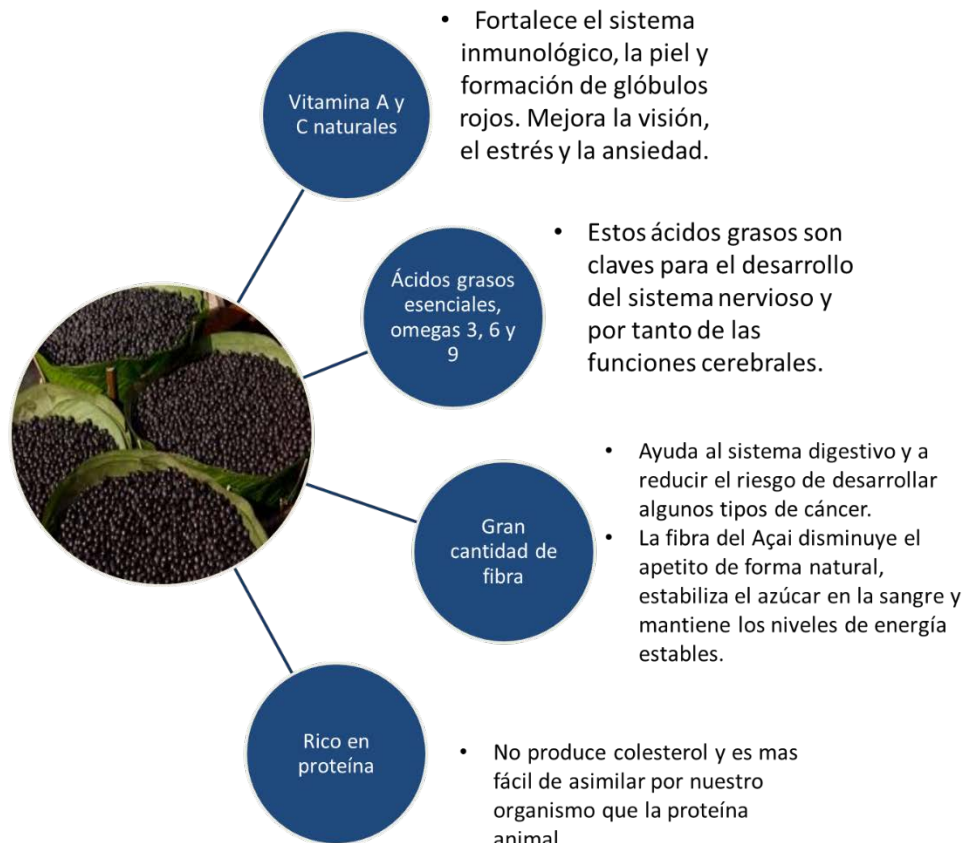 Vitamina A y
C naturales
• Fortalece el sistema
inmunológico, la piel y
formación de glóbulos
rojos. Mejora la visión,
el estrés y la ansiedad.
Ácidos grasos
esenciales,
omegas 3, 6 y
9
• Estos ácidos grasos son
claves para el desarrollo
del sistema nervioso y
por tanto de las
funciones cerebrales.
Gran
cantidad de
fibra
• Ayuda al sistema digestivo y a
reducir el riesgo de desarrollar
algunos tipos de cáncer.
• La fibra del Açai disminuye el
apetito de forma natural,
estabiliza el azúcar en la sangre y
mantiene los niveles de energía
estables.
Rico en
proteína
• No produce colesterol y es mas
fácil de asimilar por nuestro
organismo que la proteína
animal